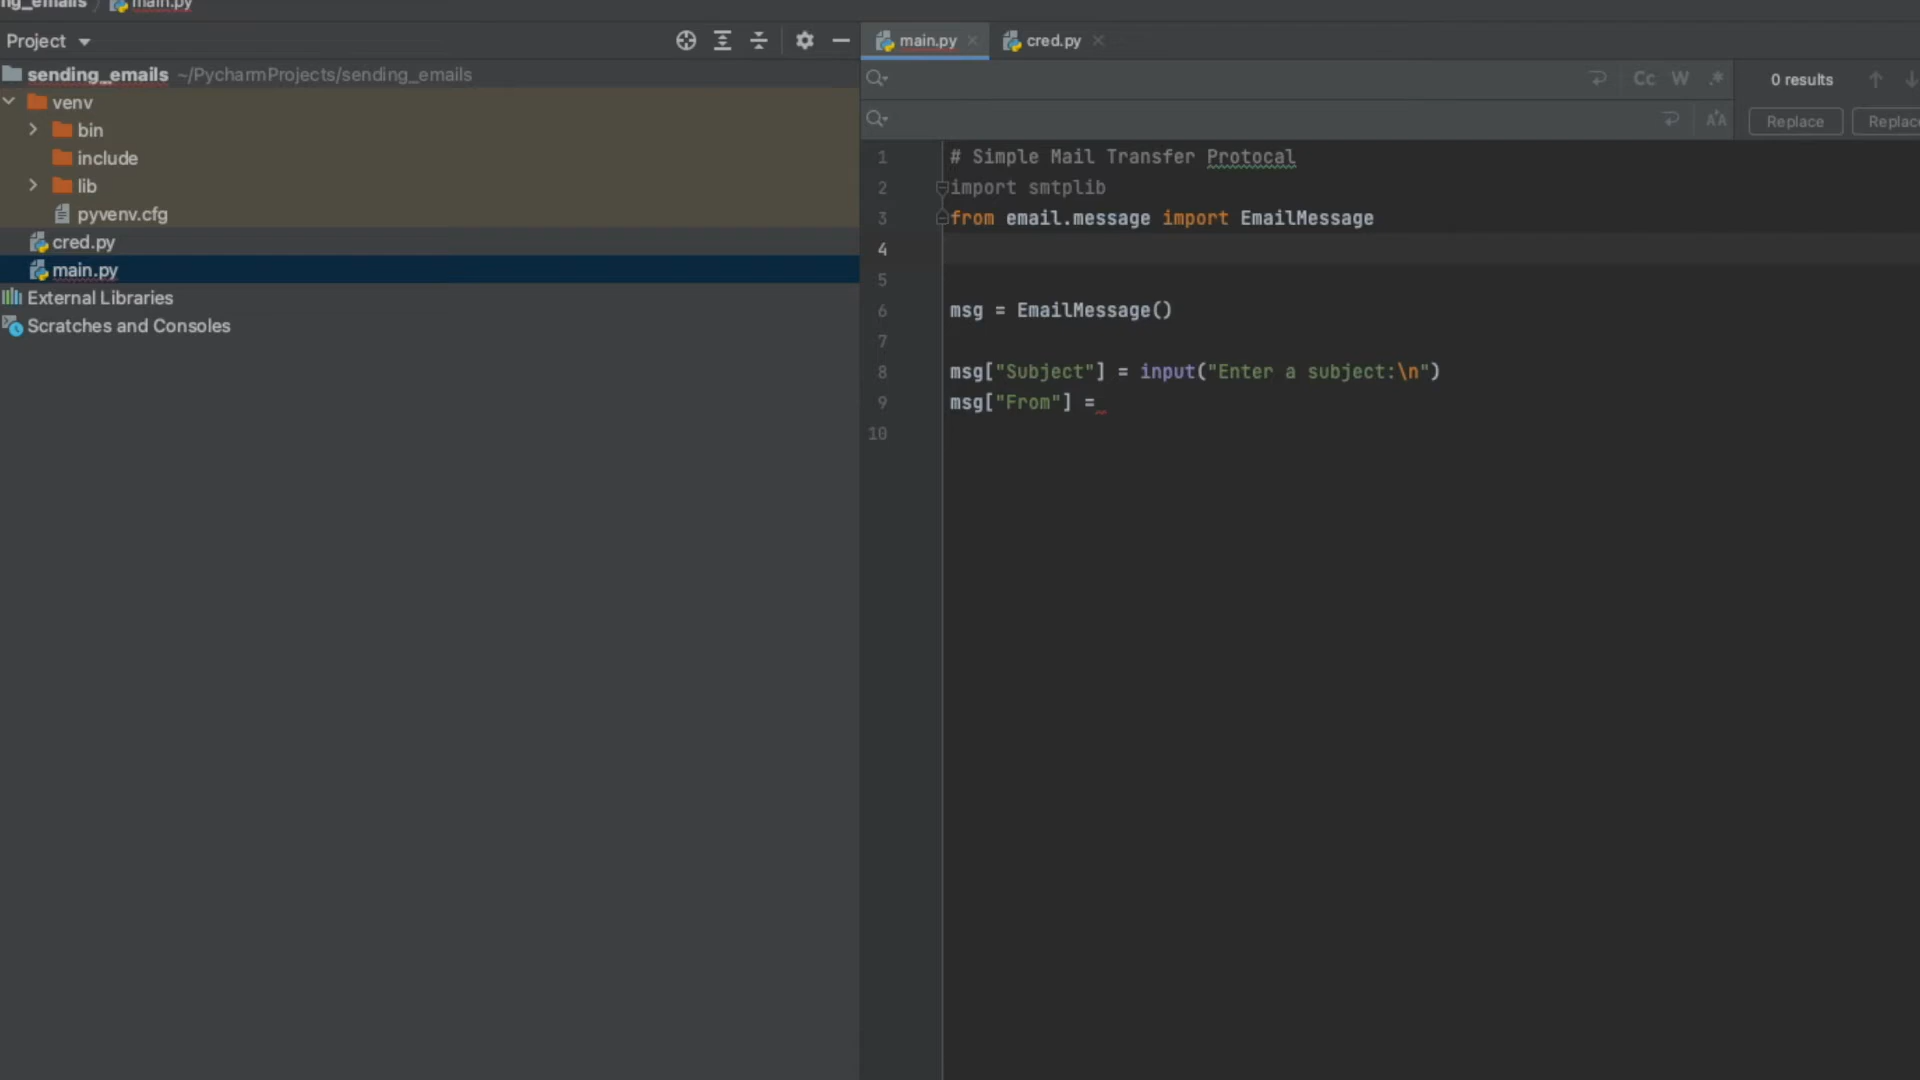 ng_emails main.py
Project
sending_emails ~/PycharmProjects/sending_emails
venv
bin
include
lib
pyvenv.cfg
cred.py
main.py
External Libraries
Scratches and Consoles
main.py cred.py
Cc W .* 0 results
Replace Replac
1 # Simple Mail Transfer Protocal
2 import smtplib
3 from email.message import EmailMessage
4
5
6 msg = EmailMessage()
7
8 msg["Subject"] = input("Enter a subject:\n")
9 msg["From"] =
10